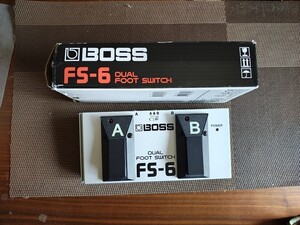 BOSS
FS-6 DUAL
FOOT SWITCH
A A&B B
A BOSS B
POWER
DUAL
FOOT SWITCH
FS-6